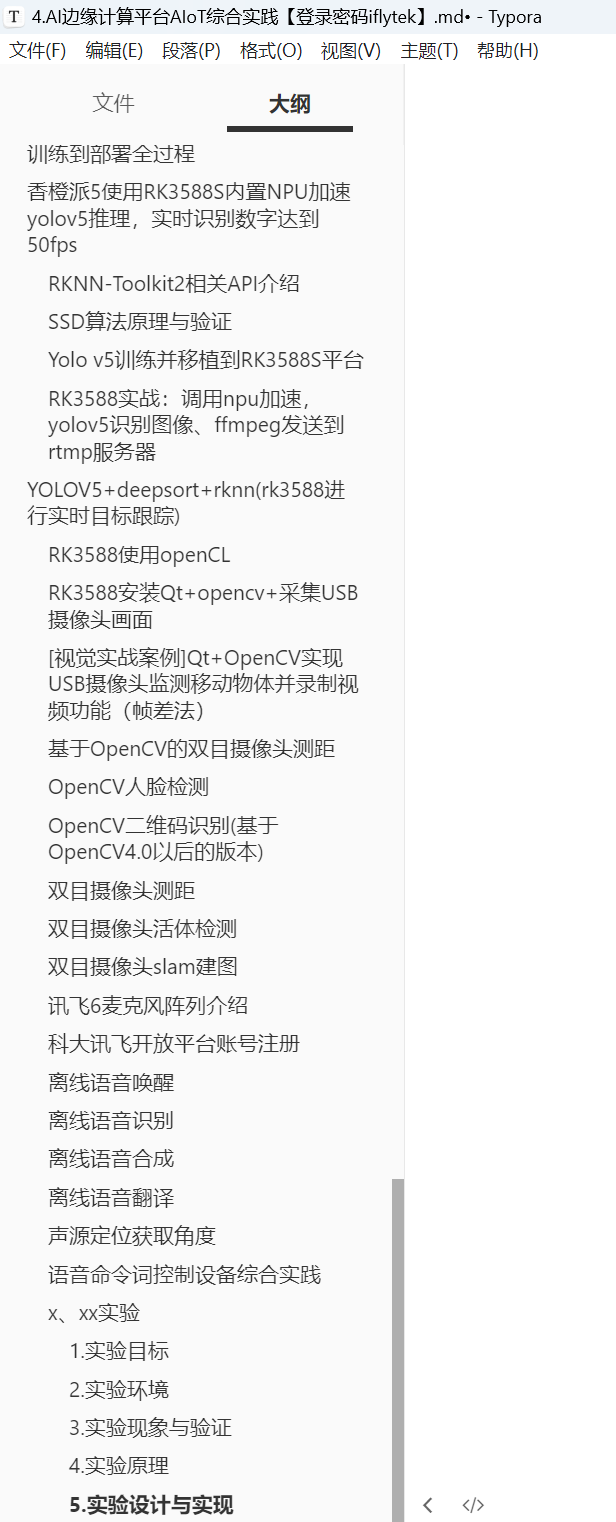 T 4.AI边缘计算平台AIoT综合实践【登录密码iflytek】.md• - Typora
文件(F) 编辑(E) 段落(P) 格式(O) 视图(V) 主题(T) 帮助(H)
文件 大纲
训练到部署全过程
香橙派5使用RK3588S内置NPU加速
yolov5推理，实时识别数字达到
50fps
RKNN-Toolkit2相关API介绍
SSD算法原理与验证
Yolo v5训练并移植到RK3588S平台
RK3588实战：调用npu加速，
yolov5识别图像、ffmpeg发送到
rtmp服务器
YOLOV5+deepsort+rknn(rk3588进
行实时目标跟踪)
RK3588使用openCL
RK3588安装Qt+opencv+采集USB
摄像头画面
[视觉实战案例]Qt+OpenCV实现
USB摄像头监测移动物体并录制视
频功能（帧差法）
基于OpenCV的双目摄像头测距
OpenCV人脸检测
OpenCV二维码识别(基于
OpenCV4.0以后的版本)
双目摄像头测距
双目摄像头活体检测
双目摄像头slam建图
讯飞6麦克风阵列介绍
科大讯飞开放平台账号注册
离线语音唤醒
离线语音识别
离线语音合成
离线语音翻译
声源定位获取角度
语音命令词控制设备综合实践
x、xx实验
1.实验目标
2.实验环境
3.实验现象与验证
4.实验原理
5.实验设计与实现